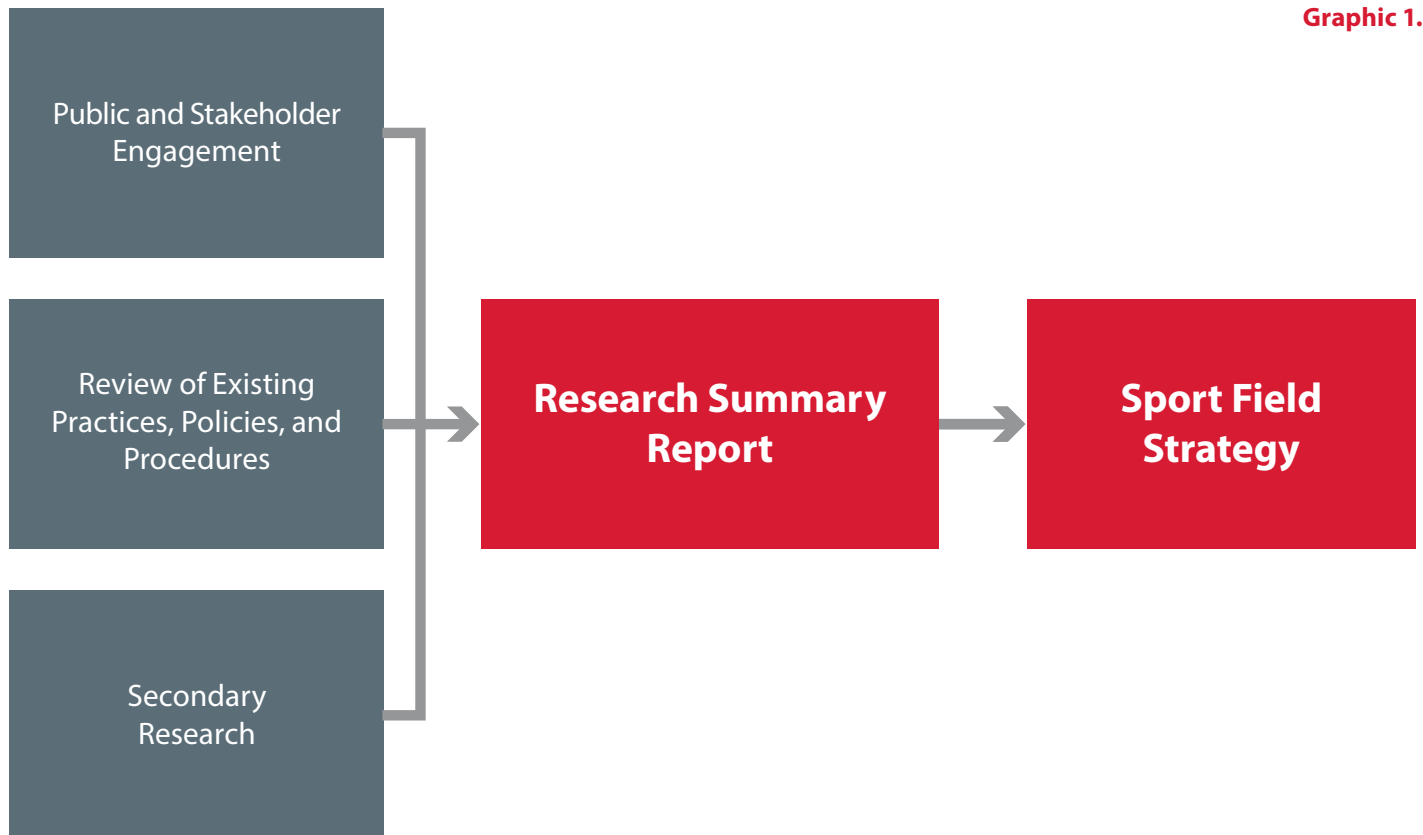 Graphic 1.
Public and Stakeholder
Engagement
Review of Existing
Practices, Policies, and
Procedures
Secondary
Research
Research Summary
Report
Sport Field
Strategy